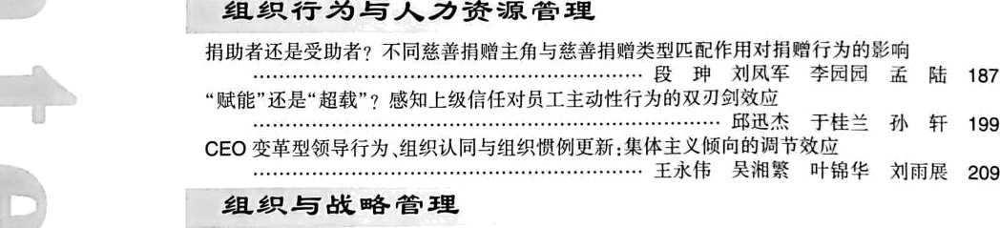 组织行为与人力资源管理
捐助者还是受助者？不同慈善捐赠主角与慈善捐赠类型匹配作用对捐赠行为的影响
……………………………………………… 段 珅 刘凤军 李园园 孟 陆 187
“赋能”还是“超载”？感知上级信任对员工主动性行为的双刃剑效应
……………………………………………………… 邱迅杰 于桂兰 孙 轩 199
CEO 变革型领导行为、组织认同与组织惯例更新：集体主义倾向的调节效应
……………………………………………… 王永伟 吴湘繁 叶锦华 刘雨展 209
组织与战略管理